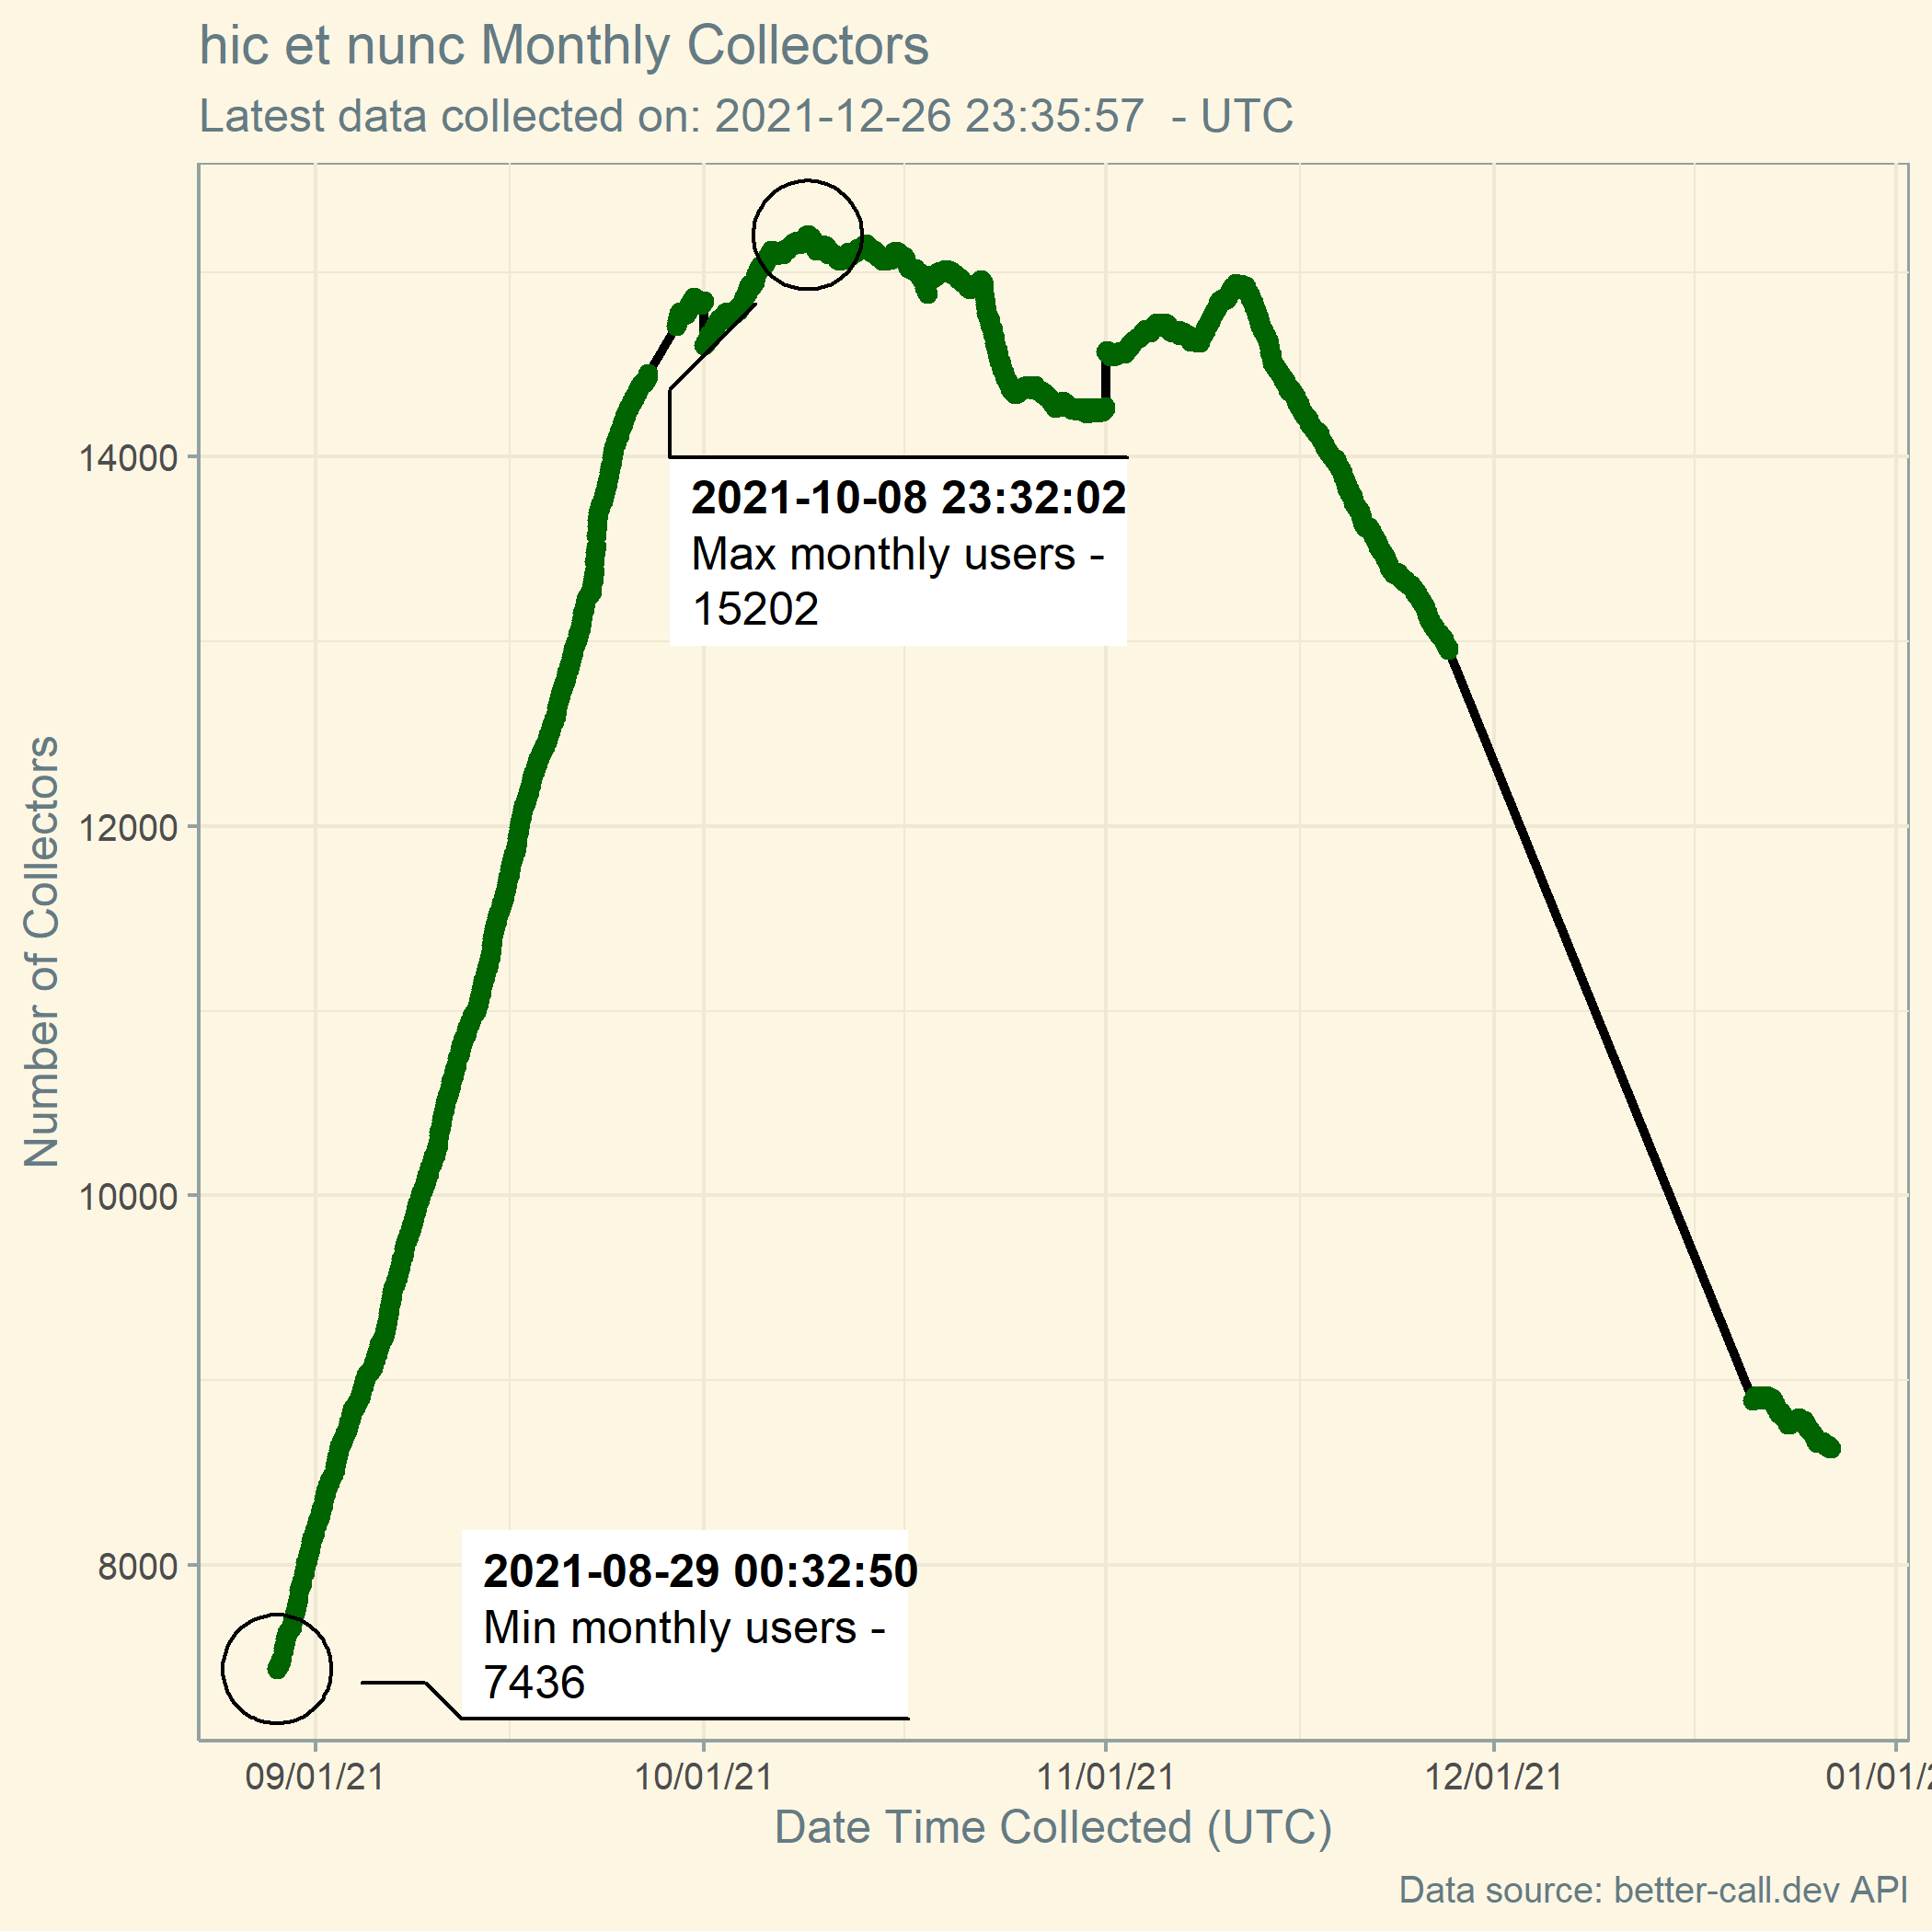 hic et nunc Monthly Collectors
Latest data collected on: 2021-12-26 23:35:57  - UTC
Number of Collectors
14000
12000
10000
8000
2021-10-08 23:32:02
Max monthly users -
15202
2021-08-29 00:32:50
Min monthly users -
7436
09/01/21
10/01/21
11/01/21
12/01/21
Date Time Collected (UTC)
Data source: better-call.dev API